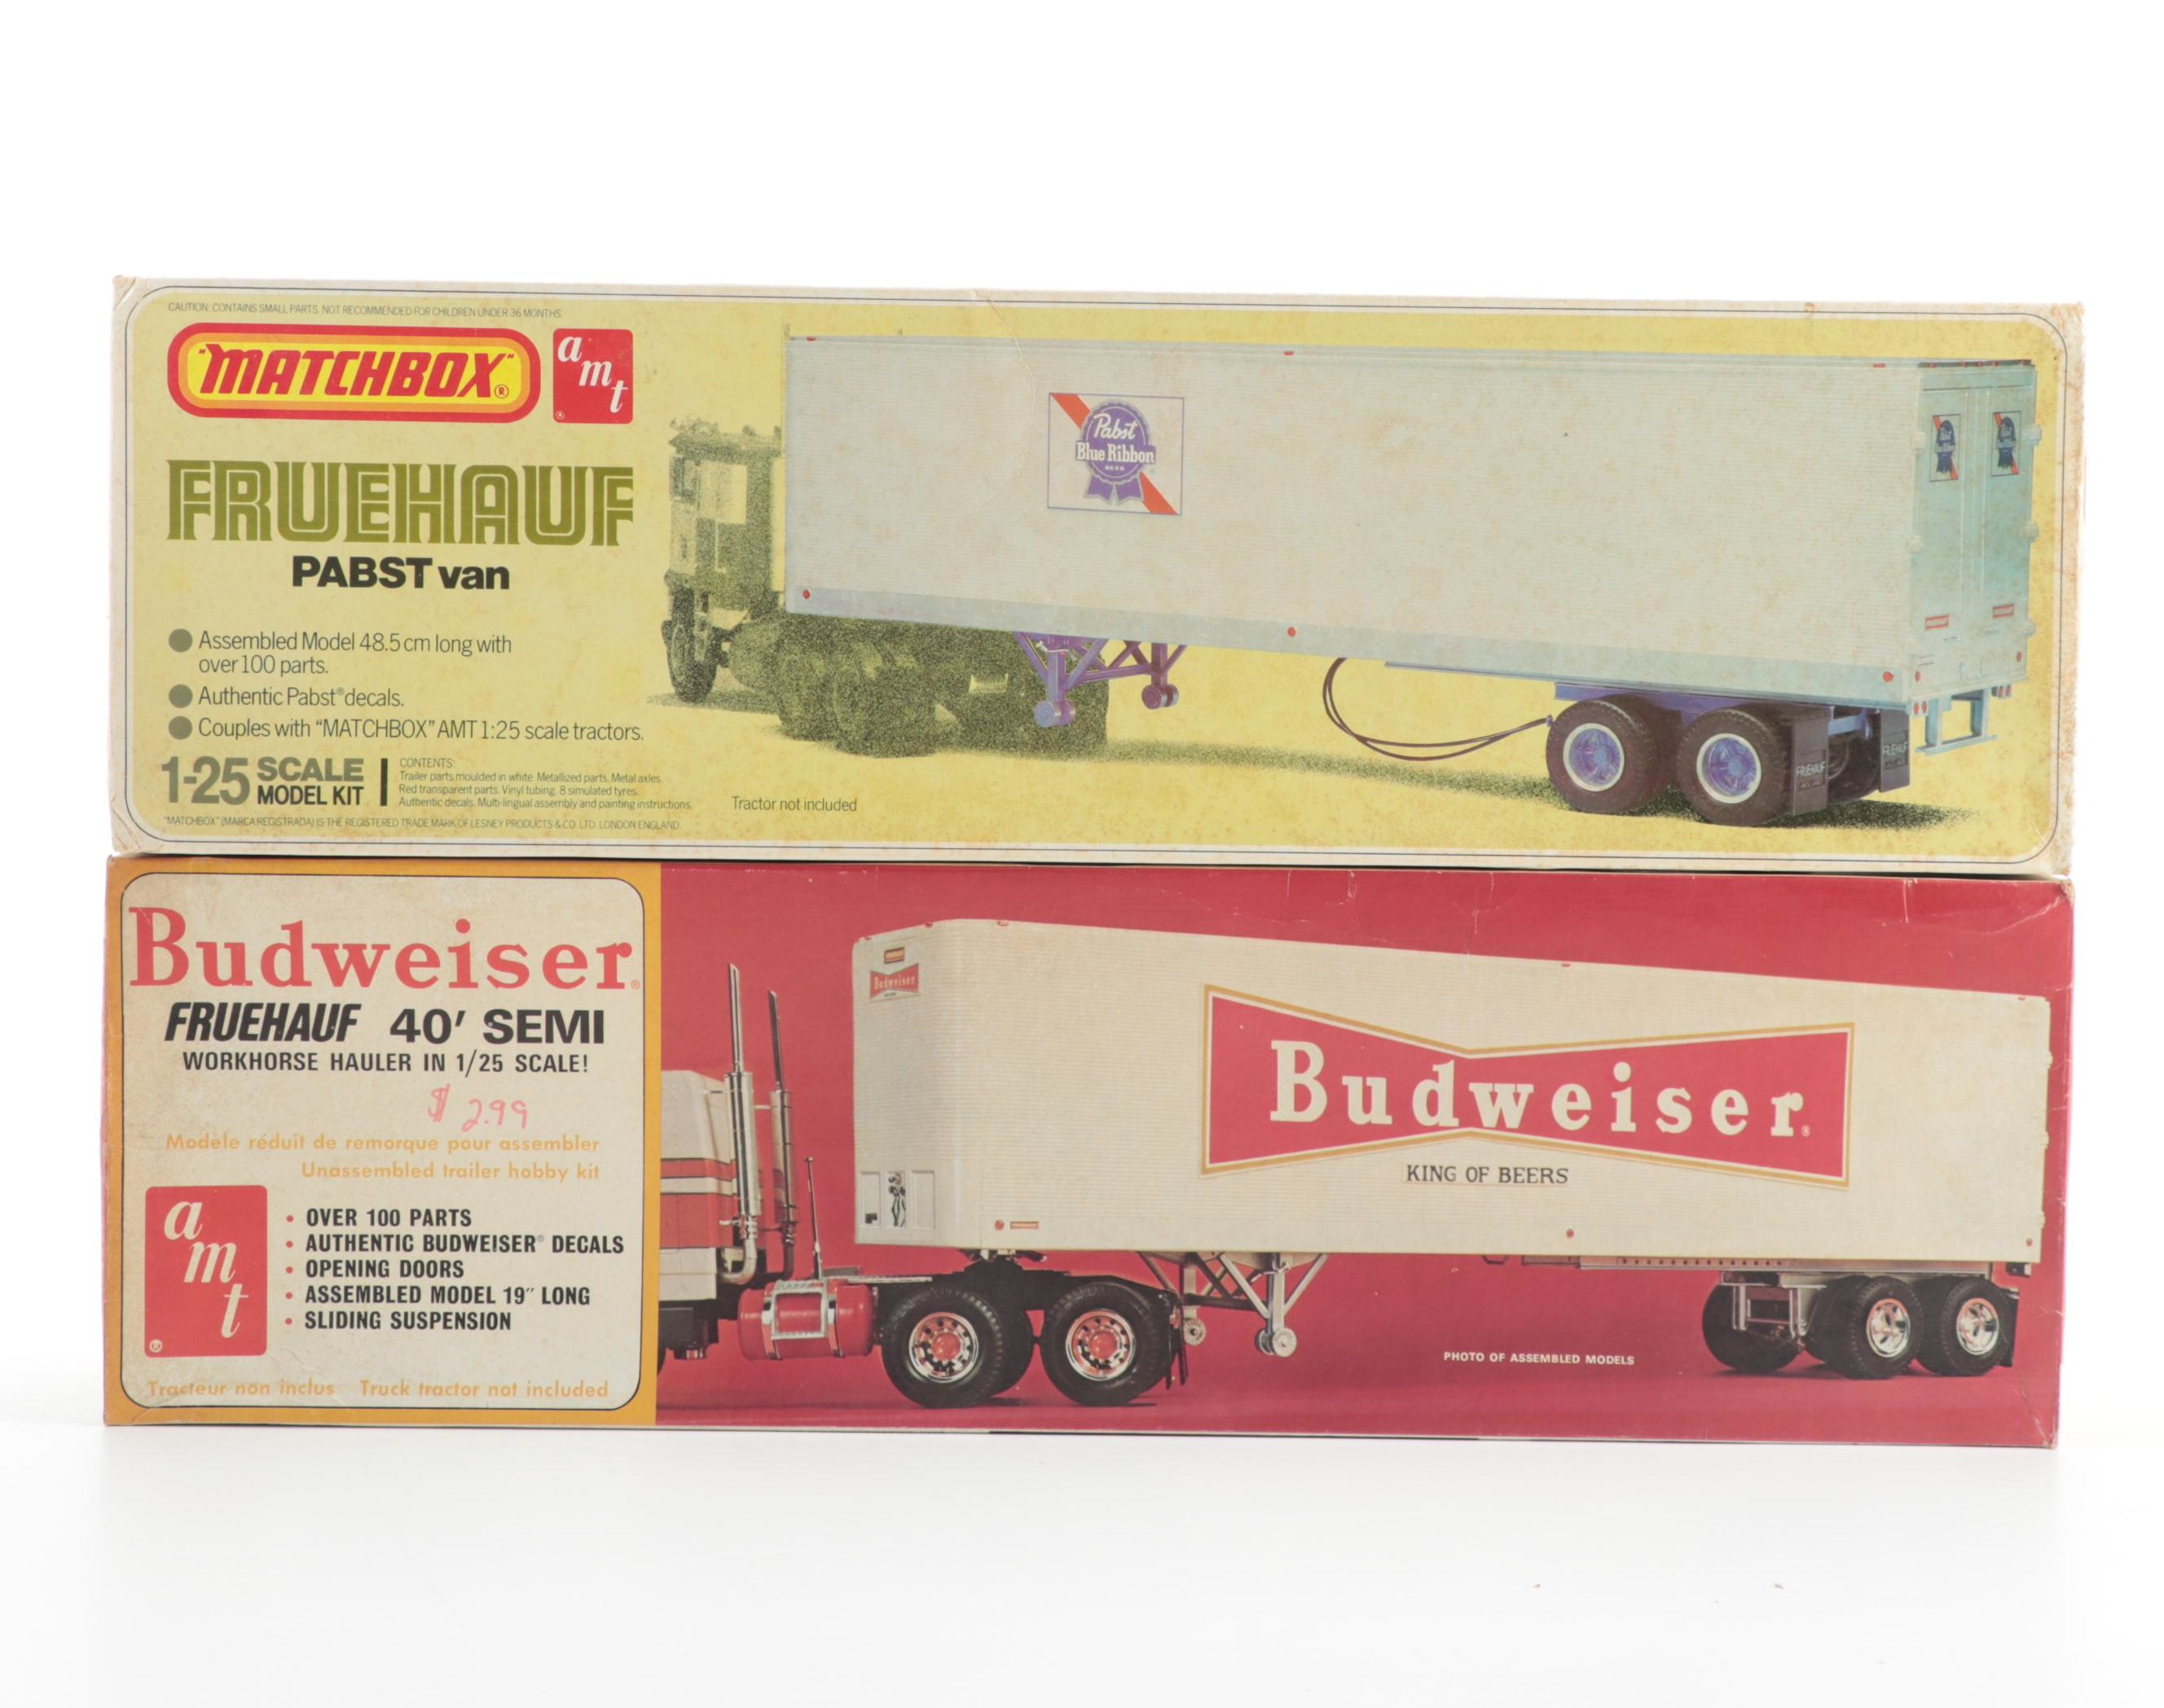 CAUTION: CONTAINS SMALL PARTS. NOT RECOMMENDED FOR CHILDREN UNDER 36 MONTHS.
"MATCHBOX"®
amt®
FRUEHAUF
PABST van
Assembled Model 48.5 cm long with
over 100 parts.
Authentic Pabst® decals.
Couples with "MATCHBOX" AMT 1:25 scale tractors.
1-25 SCALE
MODEL KIT
CONTENTS:
Trailer parts moulded in white. Metallized parts. Metal axles.
Red transparent parts. Vinyl tubing. 8 simulated tyres.
Authentic decals. Multi-lingual assembly and painting instructions.
"MATCHBOX" (MARCA REGISTRADA) IS THE REGISTERED TRADE MARK OF LESNEY PRODUCTS & CO. LTD. LONDON ENGLAND.
Tractor not included
Pabst
Blue Ribbon
BEER
FRUEHAUF
FRUEHAUF
Budweiser®
FRUEHAUF 40' SEMI
WORKHORSE HAULER IN 1/25 SCALE!
$2.99
Modèle réduit de remorque pour assembler
Unassembled trailer hobby kit
amt®
• OVER 100 PARTS
• AUTHENTIC BUDWEISER® DECALS
• OPENING DOORS
• ASSEMBLED MODEL 19" LONG
• SLIDING SUSPENSION
Tracteur non inclus Truck tractor not included
Budweiser
Budweiser®
KING OF BEERS
PHOTO OF ASSEMBLED MODELS